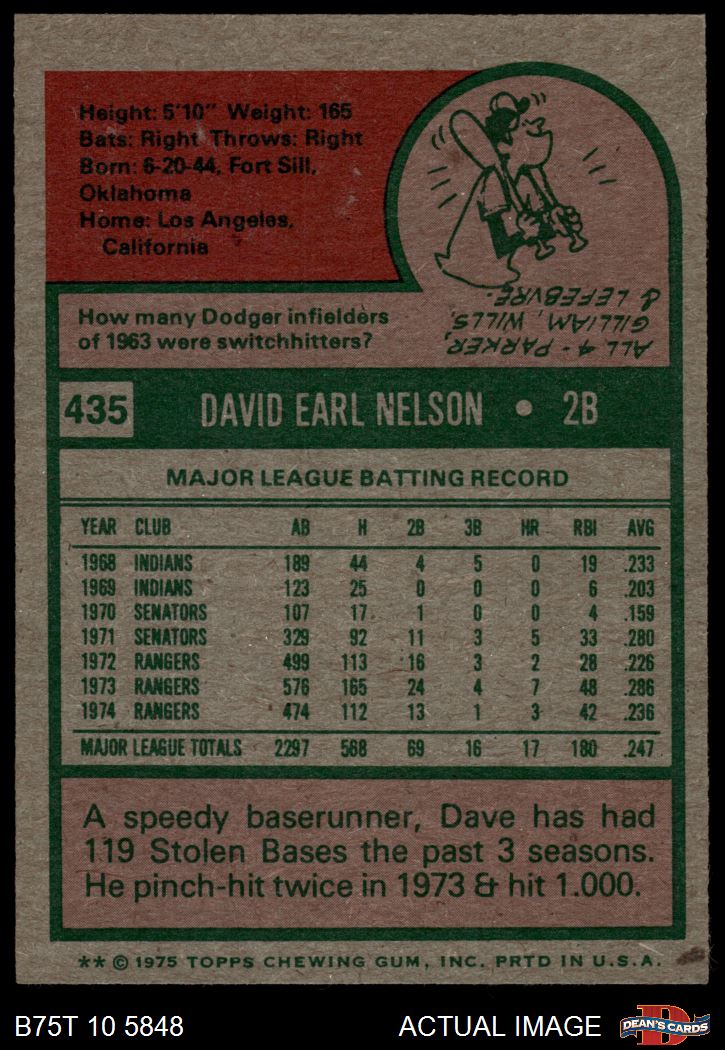 Height: 5'10" Weight: 165
Bats: Right Throws: Right
Born: 6-20-44, Fort Sill,
Oklahoma
Home: Los Angeles,
California
How many Dodger infielders
of 1963 were switchhitters?
ALL 4 - PARKER,
GILLIAM, WILLS,
& LEFEBVRE.
435 DAVID EARL NELSON • 2B
MAJOR LEAGUE BATTING RECORD
YEAR CLUB AB H 2B 3B HR RBI AVG
1968 INDIANS 189 44 4 5 0 19 .233
1969 INDIANS 123 25 0 0 0 6 .203
1970 SENATORS 107 17 1 0 0 4 .159
1971 SENATORS 329 92 11 3 5 33 .280
1972 RANGERS 499 113 16 3 2 28 .226
1973 RANGERS 576 165 24 4 7 48 .286
1974 RANGERS 474 112 13 1 3 42 .236
MAJOR LEAGUE TOTALS 2297 568 69 16 17 180 .247
A speedy baserunner, Dave has had
119 Stolen Bases the past 3 seasons.
He pinch-hit twice in 1973 & hit 1.000.
** © 1975 TOPPS CHEWING GUM, INC. PRTD IN U.S.A.
B75T 10 5848 ACTUAL IMAGE
D
DEAN'S CARDS